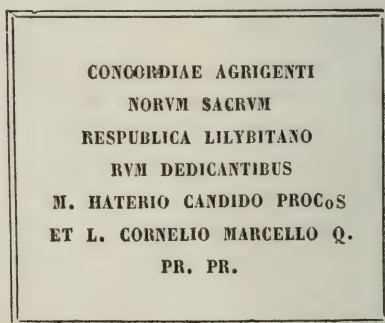 CONCORDIAE AGRIGENTI
NORVM SACRVM
RESPUBLICA LILYBITANO
RVM DEDICANTIBUS
M. HATERIO CANDIDO PROCoS
ET L. CORNELIO MARCELLO Q.
PR. PR.